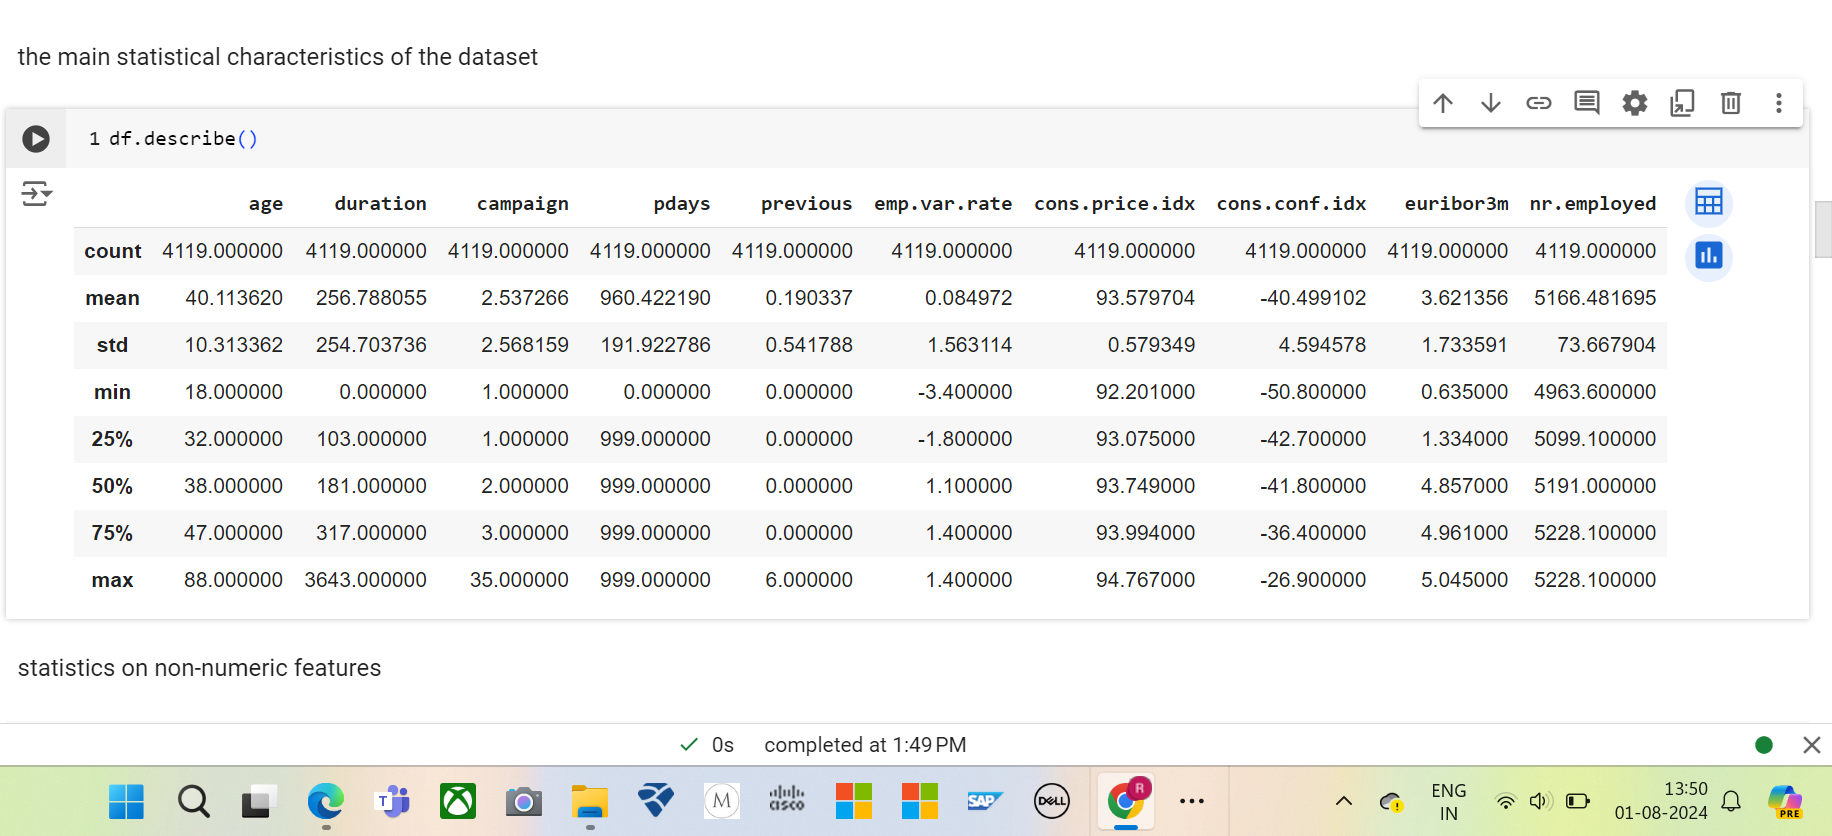 the main statistical characteristics of the dataset
1 df.describe()
age duration campaign pdays previous emp.var.rate cons.price.idx cons.conf.idx euribor3m nr.employed
count 4119.000000 4119.000000 4119.000000 4119.000000 4119.000000 4119.000000 4119.000000 4119.000000 4119.000000 4119.000000
mean 40.113620 256.788055 2.537266 960.422190 0.190337 0.084972 93.579704 -40.499102 3.621356 5166.481695
std 10.313362 254.703736 2.568159 191.922786 0.541788 1.563114 0.579349 4.594578 1.733591 73.667904
min 18.000000 0.000000 1.000000 0.000000 0.000000 -3.400000 92.201000 -50.800000 0.635000 4963.600000
25% 32.000000 103.000000 1.000000 999.000000 0.000000 -1.800000 93.075000 -42.700000 1.334000 5099.100000
50% 38.000000 181.000000 2.000000 999.000000 0.000000 1.100000 93.749000 -41.800000 4.857000 5191.000000
75% 47.000000 317.000000 3.000000 999.000000 0.000000 1.400000 93.994000 -36.400000 4.961000 5228.100000
max 88.000000 3643.000000 35.000000 999.000000 6.000000 1.400000 94.767000 -26.900000 5.045000 5228.100000
statistics on non-numeric features
0s completed at 1:49 PM
T
M
cisco
SAP
DELL
R
ENG
IN
13:50
01-08-2024
PRE